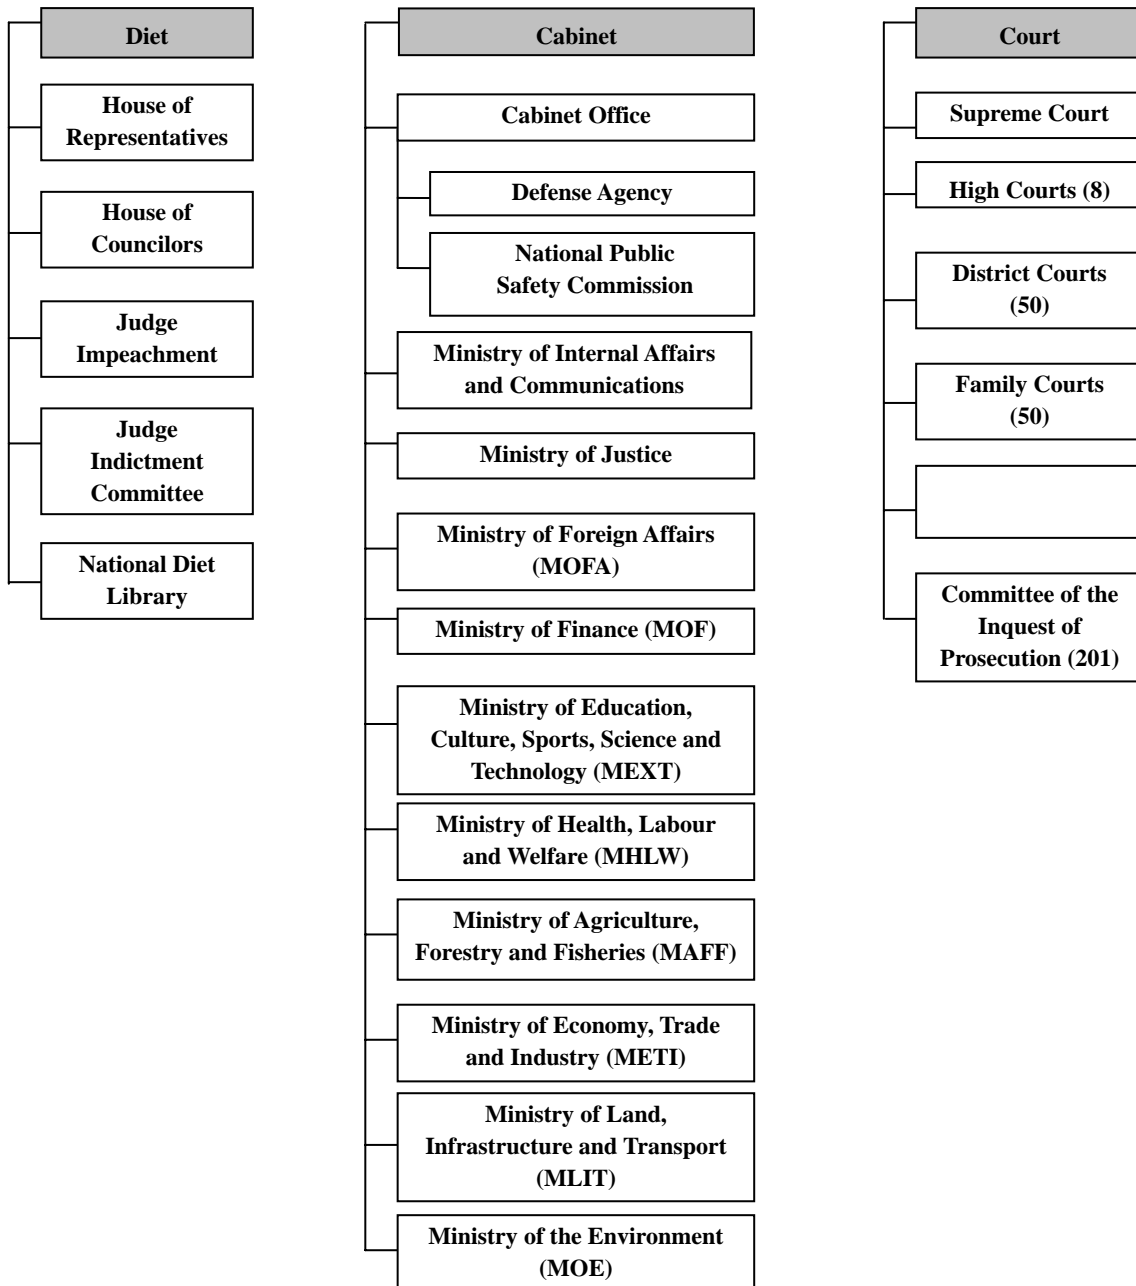 Diet
House of
Representatives
House of
Councilors
Judge
Impeachment
Judge
Indictment
Committee
National Diet
Library
Cabinet
Cabinet Office
Defense Agency
National Public
Safety Commission
Ministry of Internal Affairs
and Communications
Ministry of Justice
Ministry of Foreign Affairs
(MOFA)
Ministry of Finance (MOF)
Ministry of Education,
Culture, Sports, Science and
Technology (MEXT)
Ministry of Health, Labour
and Welfare (MHLW)
Ministry of Agriculture,
Forestry and Fisheries (MAFF)
Ministry of Economy, Trade
and Industry (METI)
Ministry of Land,
Infrastructure and Transport
(MLIT)
Ministry of the Environment
(MOE)
Court
Supreme Court
High Courts (8)
District Courts
(50)
Family Courts
(50)
Committee of the
Inquest of
Prosecution (201)